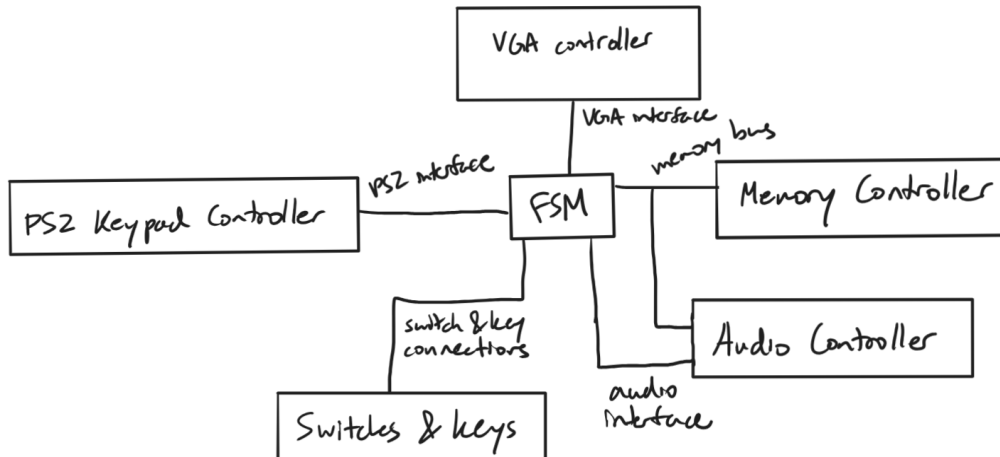 VGA controller
VGA interface
memory bus
PS2 interface
PS2 Keypad Controller
FSM
Memory Controller
switch & key
connections
Audio Controller
audio
interface
Switches & keys